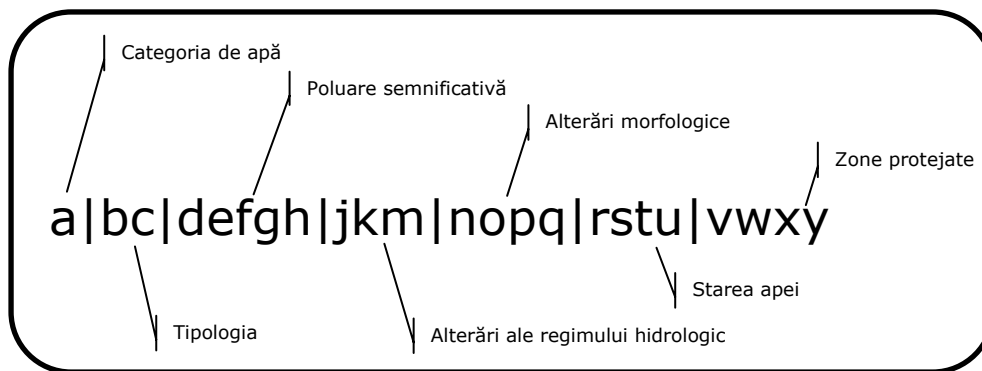 Categoria de apă
Poluare semnificativă
Alterări morfologice
Zone protejate
a|bc|defgh|jkm|nopq|rstu|vwxy
Starea apei
Tipologia
Alterări ale regimului hidrologic